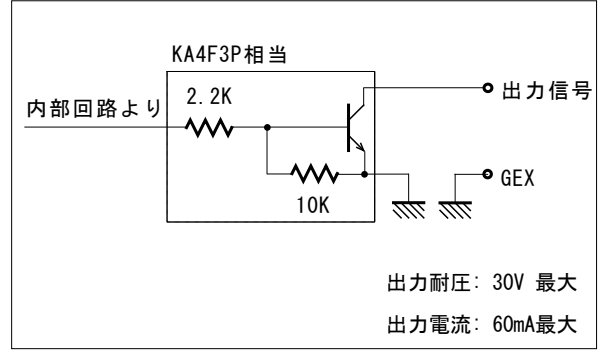 KA4F3P相当
2.2K
内部回路より
出力信号
GEX
10K
出力耐圧: 30V 最大
出力電流: 60mA最大